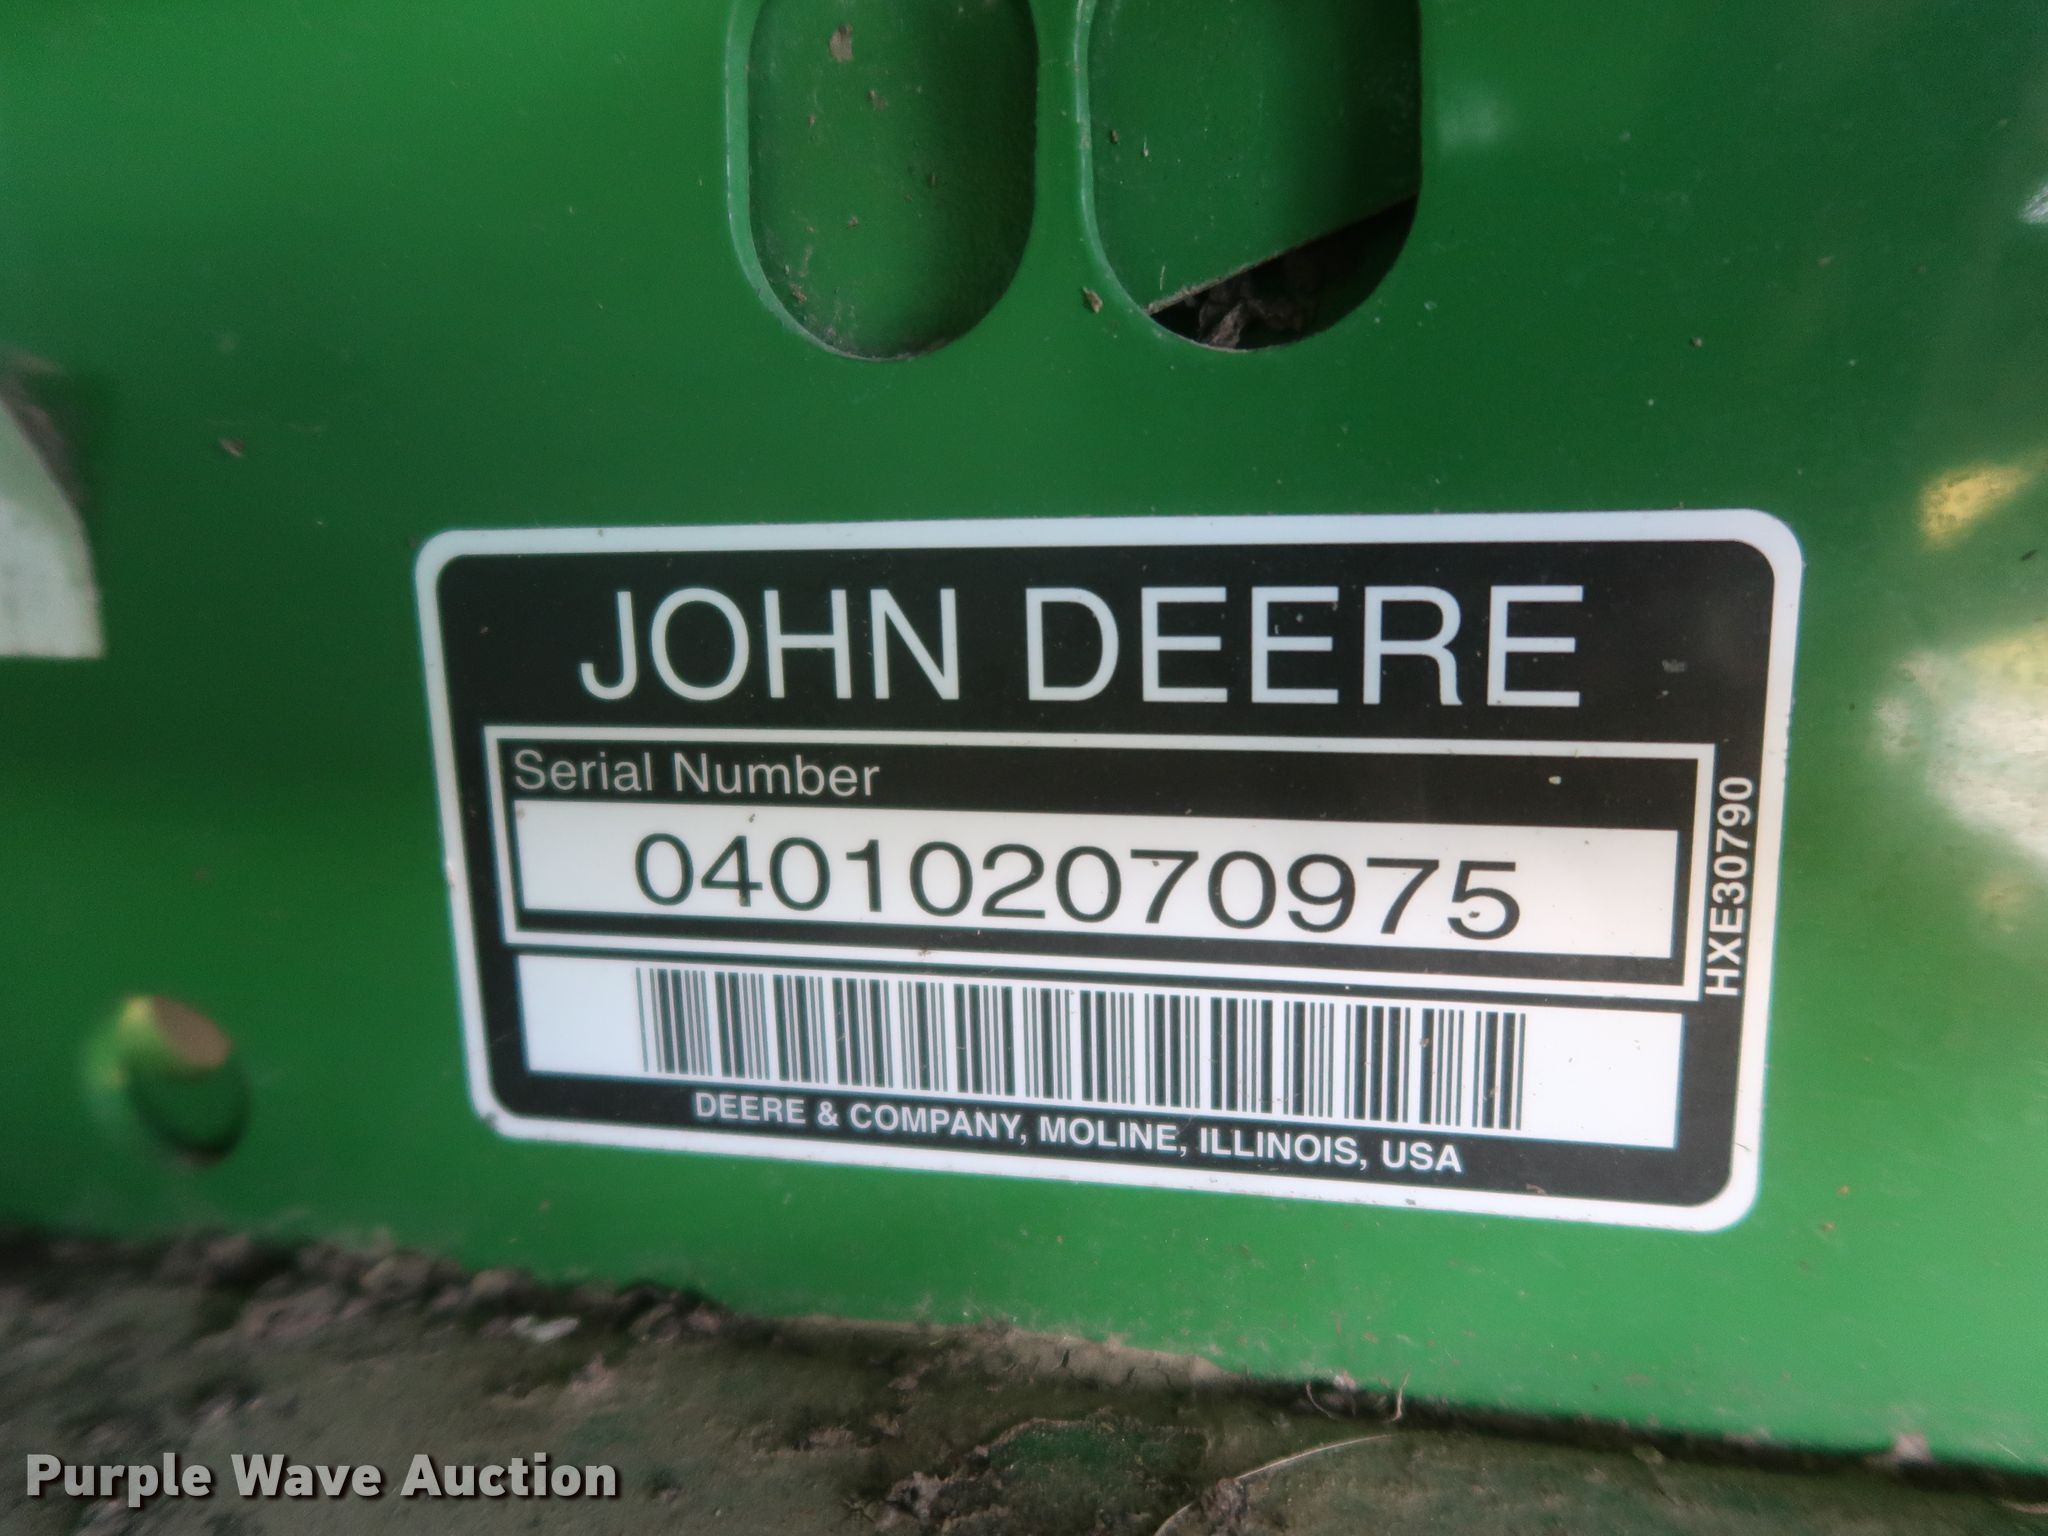 JOHN DEERE
Serial Number
040102070975
HXE30790
DEERE & COMPANY, MOLINE, ILLINOIS, USA
Purple Wave Auction